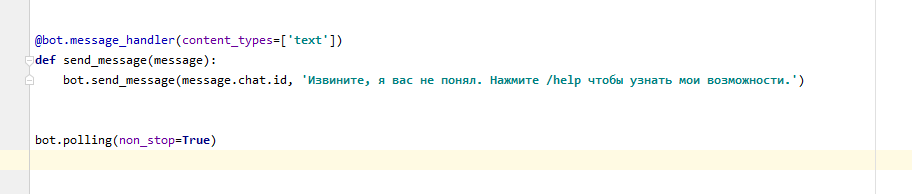 @bot.message_handler(content_types=['text'])
def send_message(message):
    bot.send_message(message.chat.id, 'Извините, я вас не понял. Нажмите /help чтобы узнать мои возможности.')
bot.polling(non_stop=True)